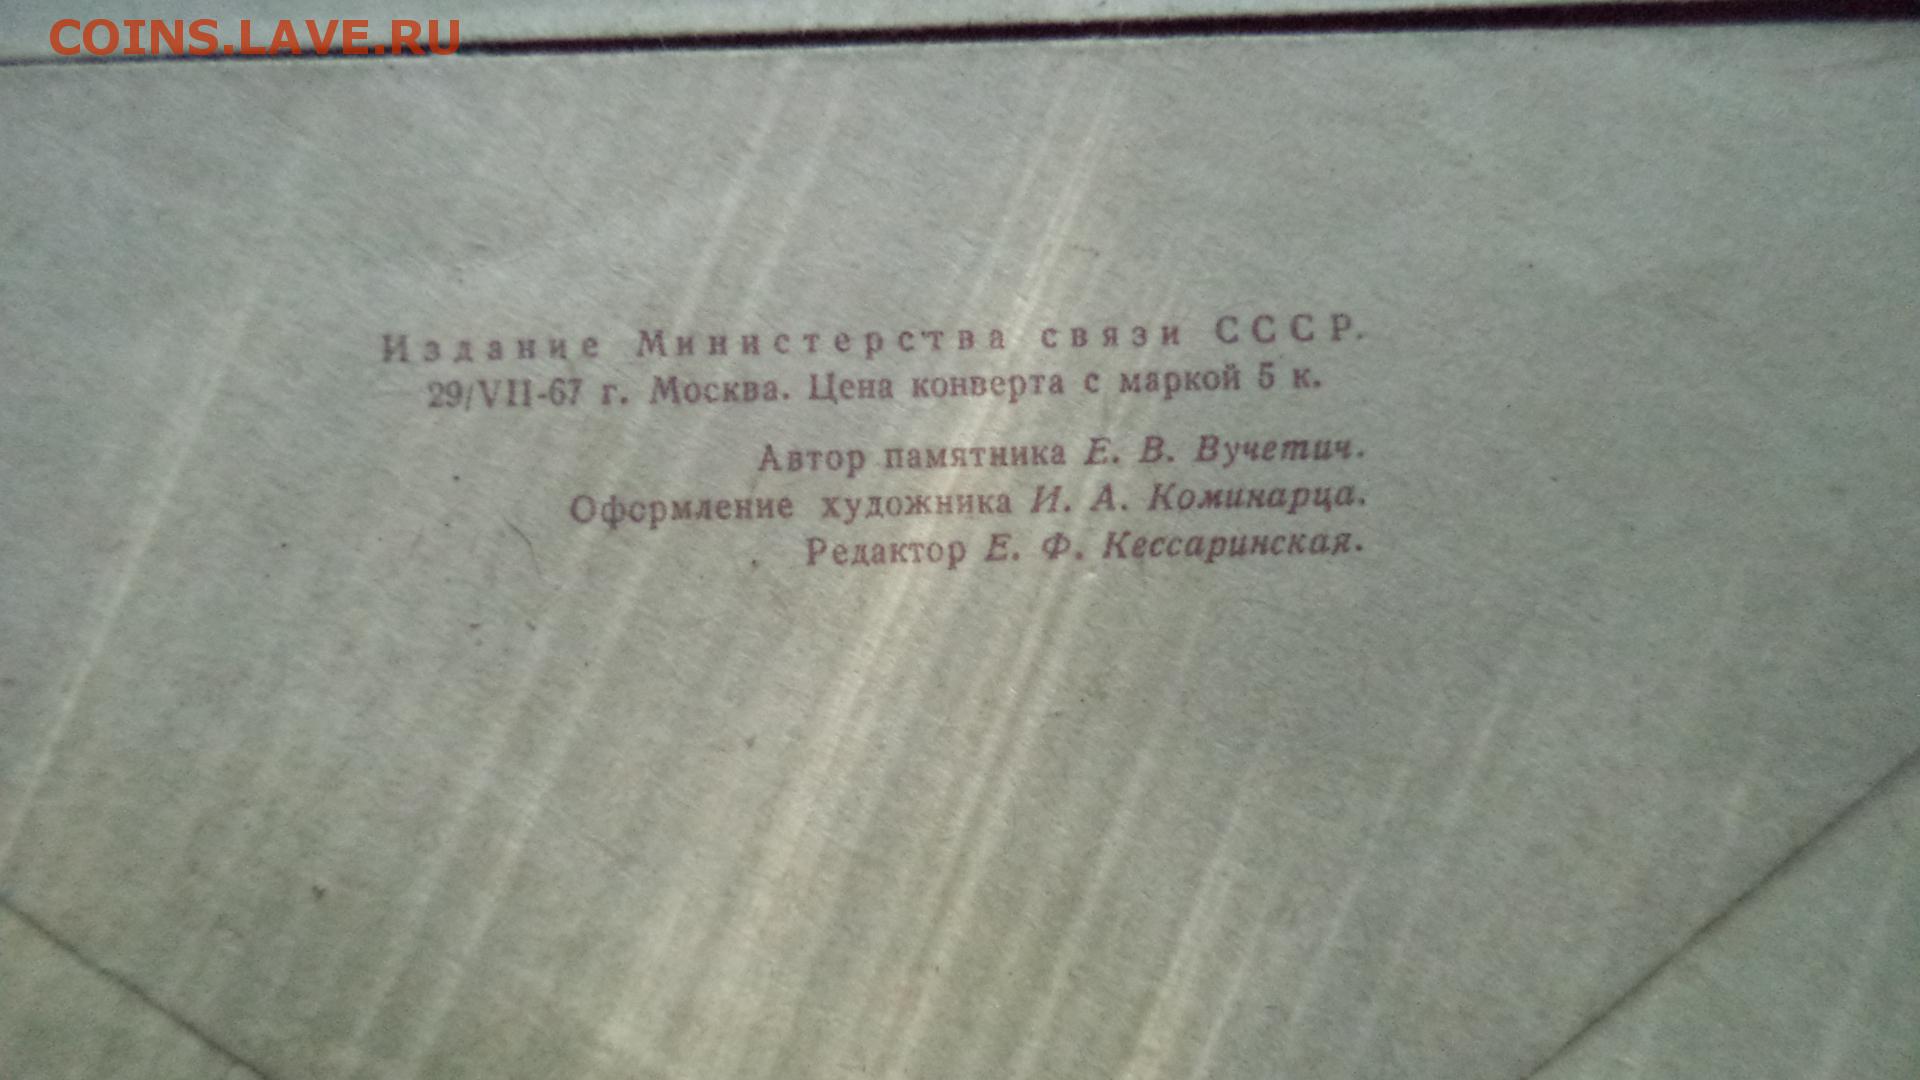 COINS.LAVE.RU
Издание Министерства связи СССР.
29/VII-67 г. Москва. Цена конверта с маркой 5 к.
Автор памятника Е. В. Вучетич.
Оформление художника И. А. Коминарца.
Редактор Е. Ф. Кессаринская.